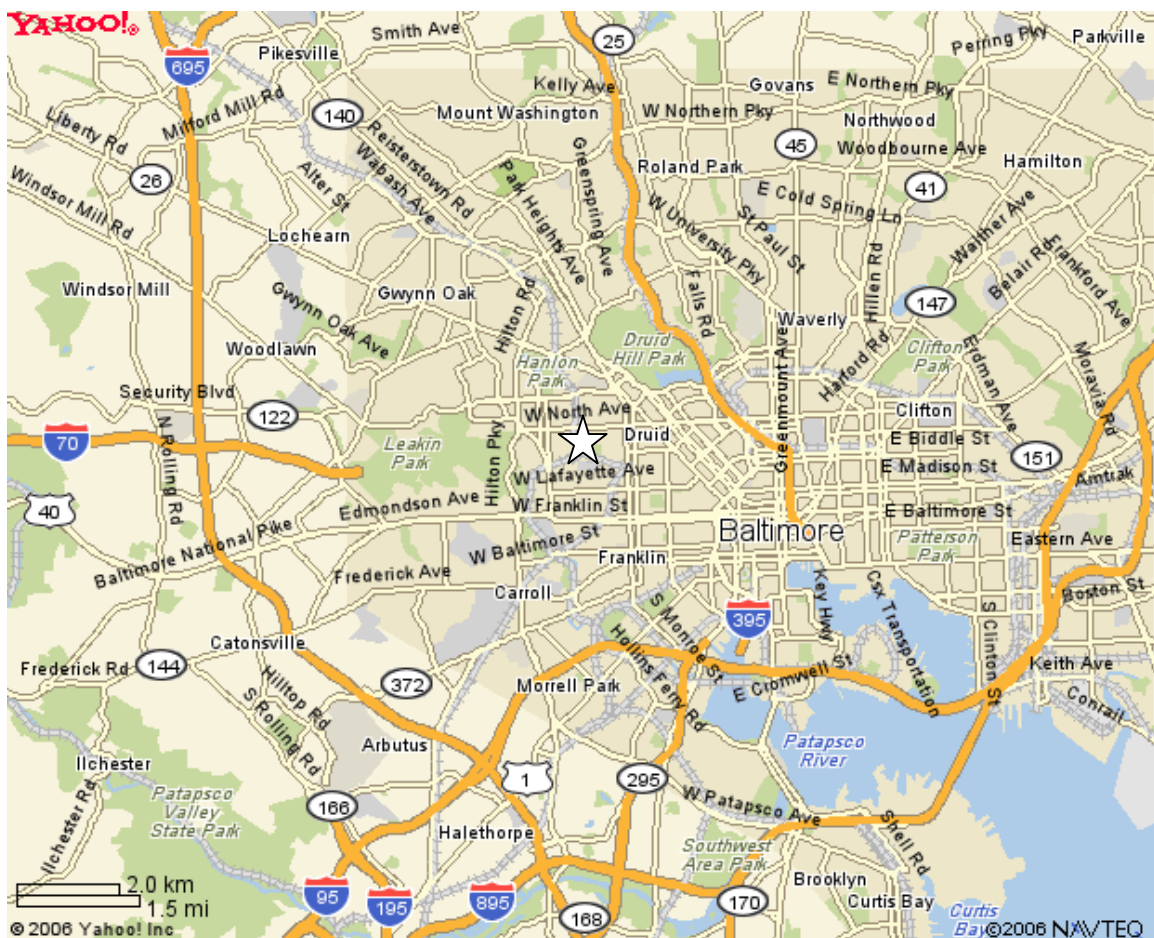 YAHOO!®
Pikesville
Smith Ave
25
Perring Pky
Parkville
695
Kelly Ave
Govans
E Northern Pky
Milford Mill Rd
Mount Washington
W Northern Pky
Liberty Rd
140
Northwood
Reisterstown Rd
45
Woodbourne Ave
Hamilton
26
Alter St
Wabash Ave
Park Heights Ave
Greenspring Ave
Roland Park
41
Windsor Mill Rd
E Cold Spring Ln
Walther Ave
Lochearn
W University Pky
St Paul St
Belair Rd
Frankford Ave
Windsor Mill
Gwynn Oak
Hilton Rd
Falls Rd
Hillen Rd
147
Gwynn Oak Ave
Druid
Hill Park
Waverly
Woodlawn
Hanlon
Park
Harford Rd
Clifton
Park
Erdman Ave
Moravia Rd
Security Blvd
122
W North Ave
Greenmount Ave
Clifton
70
N Rolling Rd
Leakin
Park
Hilton Pky
Druid
E Biddle St
151
W Lafayette Ave
E Madison St
Amtrak
40
Edmondson Ave
W Franklin St
E Baltimore St
Baltimore National Pike
W Baltimore St
Baltimore
Patterson
Park
Eastern Ave
Frederick Ave
Franklin
Boston St
Carroll
S Monroe St
395
Key Hwy
Csx Transportation
S Clinton St
Catonsville
Hollins Ferry Rd
Frederick Rd
144
Hilltop Rd
372
Morrell Park
E Cromwell St
Keith Ave
S Rolling Rd
Conrail
Arbutus
Patapsco
River
Ilchester
1
295
Ilchester Rd
Patapsco
Valley
State Park
166
W Patapsco Ave
Halethorpe
Shell Rd
Southwest
Area Park
2.0 km
1.5 mi
95
195
895
168
170
Brooklyn
Curtis Bay
Curtis
Bay
© 2006 Yahoo! Inc
©2006 NAVTEQ